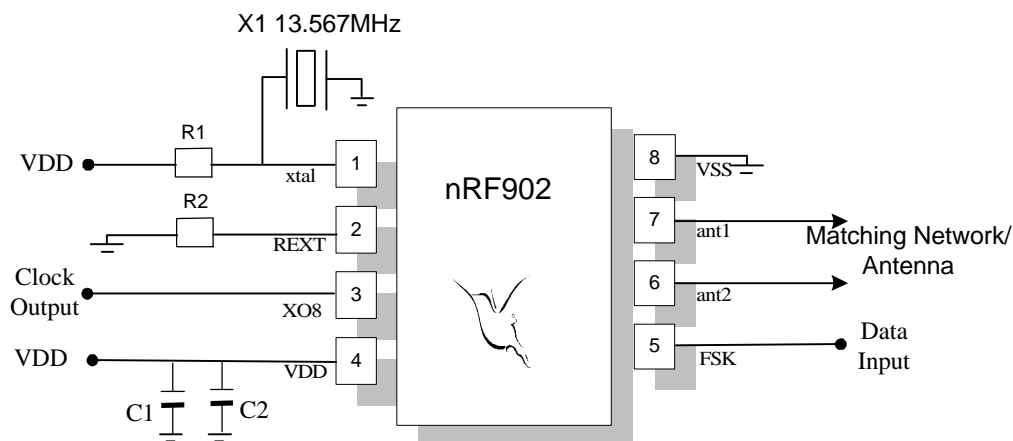 X1 13.567MHz
R1
VDD
xtal
1
R2
REXT
2
Clock
Output
XO8
3
VDD
VDD
4
C1
C2
nRF902
8
VSS
7
ant1
Matching Network/
Antenna
6
ant2
5
FSK
Data
Input